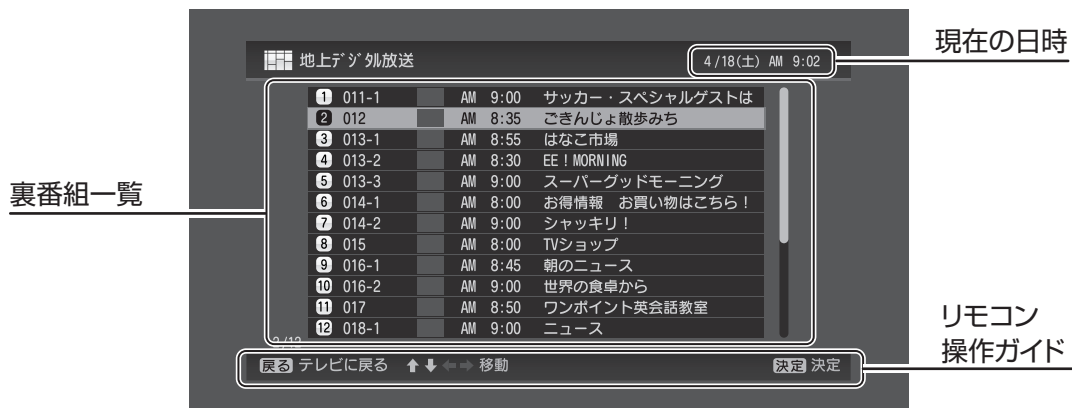 現在の日時
地上デジタル放送 4/18(土) AM 9:02
裏番組一覧
1 011-1 AM 9:00 サッカー・スペシャルゲストは
2 012 AM 8:35 ごきんじょ散歩みち
3 013-1 AM 8:55 はなこ市場
4 013-2 AM 8:30 EE!MORNING
5 013-3 AM 9:00 スーパーグッドモーニング
6 014-1 AM 8:00 お得情報 お買い物はこちら!
7 014-2 AM 9:00 シャッキリ!
8 015 AM 8:00 TVショップ
9 016-1 AM 8:45 朝のニュース
10 016-2 AM 9:00 世界の食卓から
11 017 AM 8:50 ワンポイント英会話教室
12 018-1 AM 9:00 ニュース
2/12
戻る テレビに戻る ↑↓←→ 移動 決定 決定
リモコン
操作ガイド